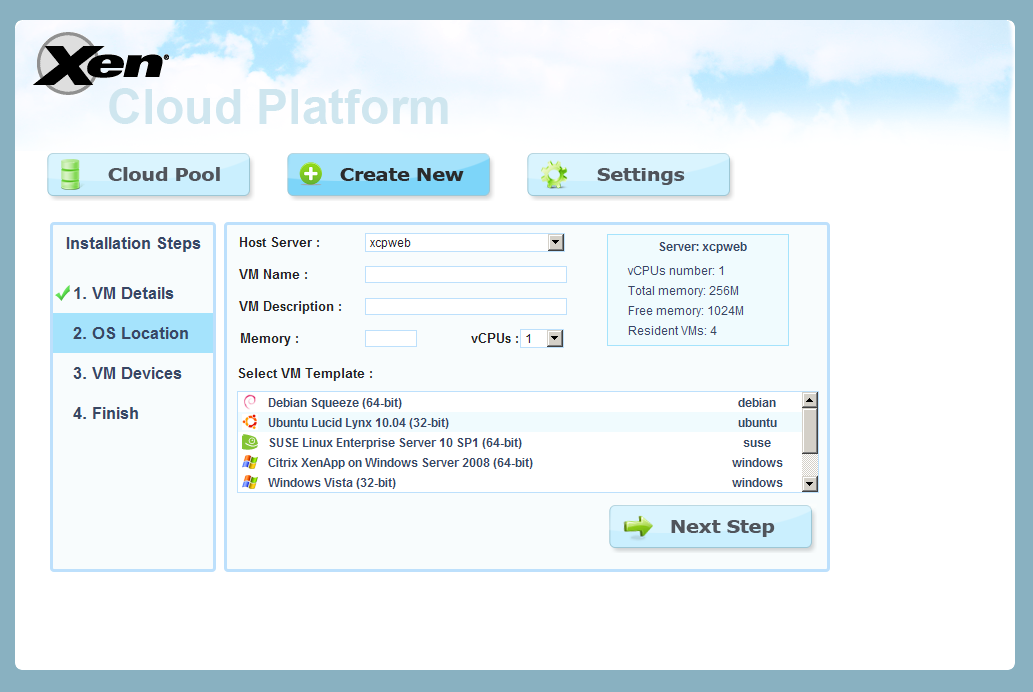 Xen®
Cloud Platform
Cloud Pool
Create New
Settings
Installation Steps
1. VM Details
2. OS Location
3. VM Devices
4. Finish
Host Server : xcpweb
VM Name :
VM Description :
Memory : vCPUs : 1
Server: xcpweb
vCPUs number: 1
Total memory: 256M
Free memory: 1024M
Resident VMs: 4
Select VM Template :
Debian Squeeze (64-bit) debian
Ubuntu Lucid Lynx 10.04 (32-bit) ubuntu
SUSE Linux Enterprise Server 10 SP1 (64-bit) suse
Citrix XenApp on Windows Server 2008 (64-bit) windows
Windows Vista (32-bit) windows
Next Step